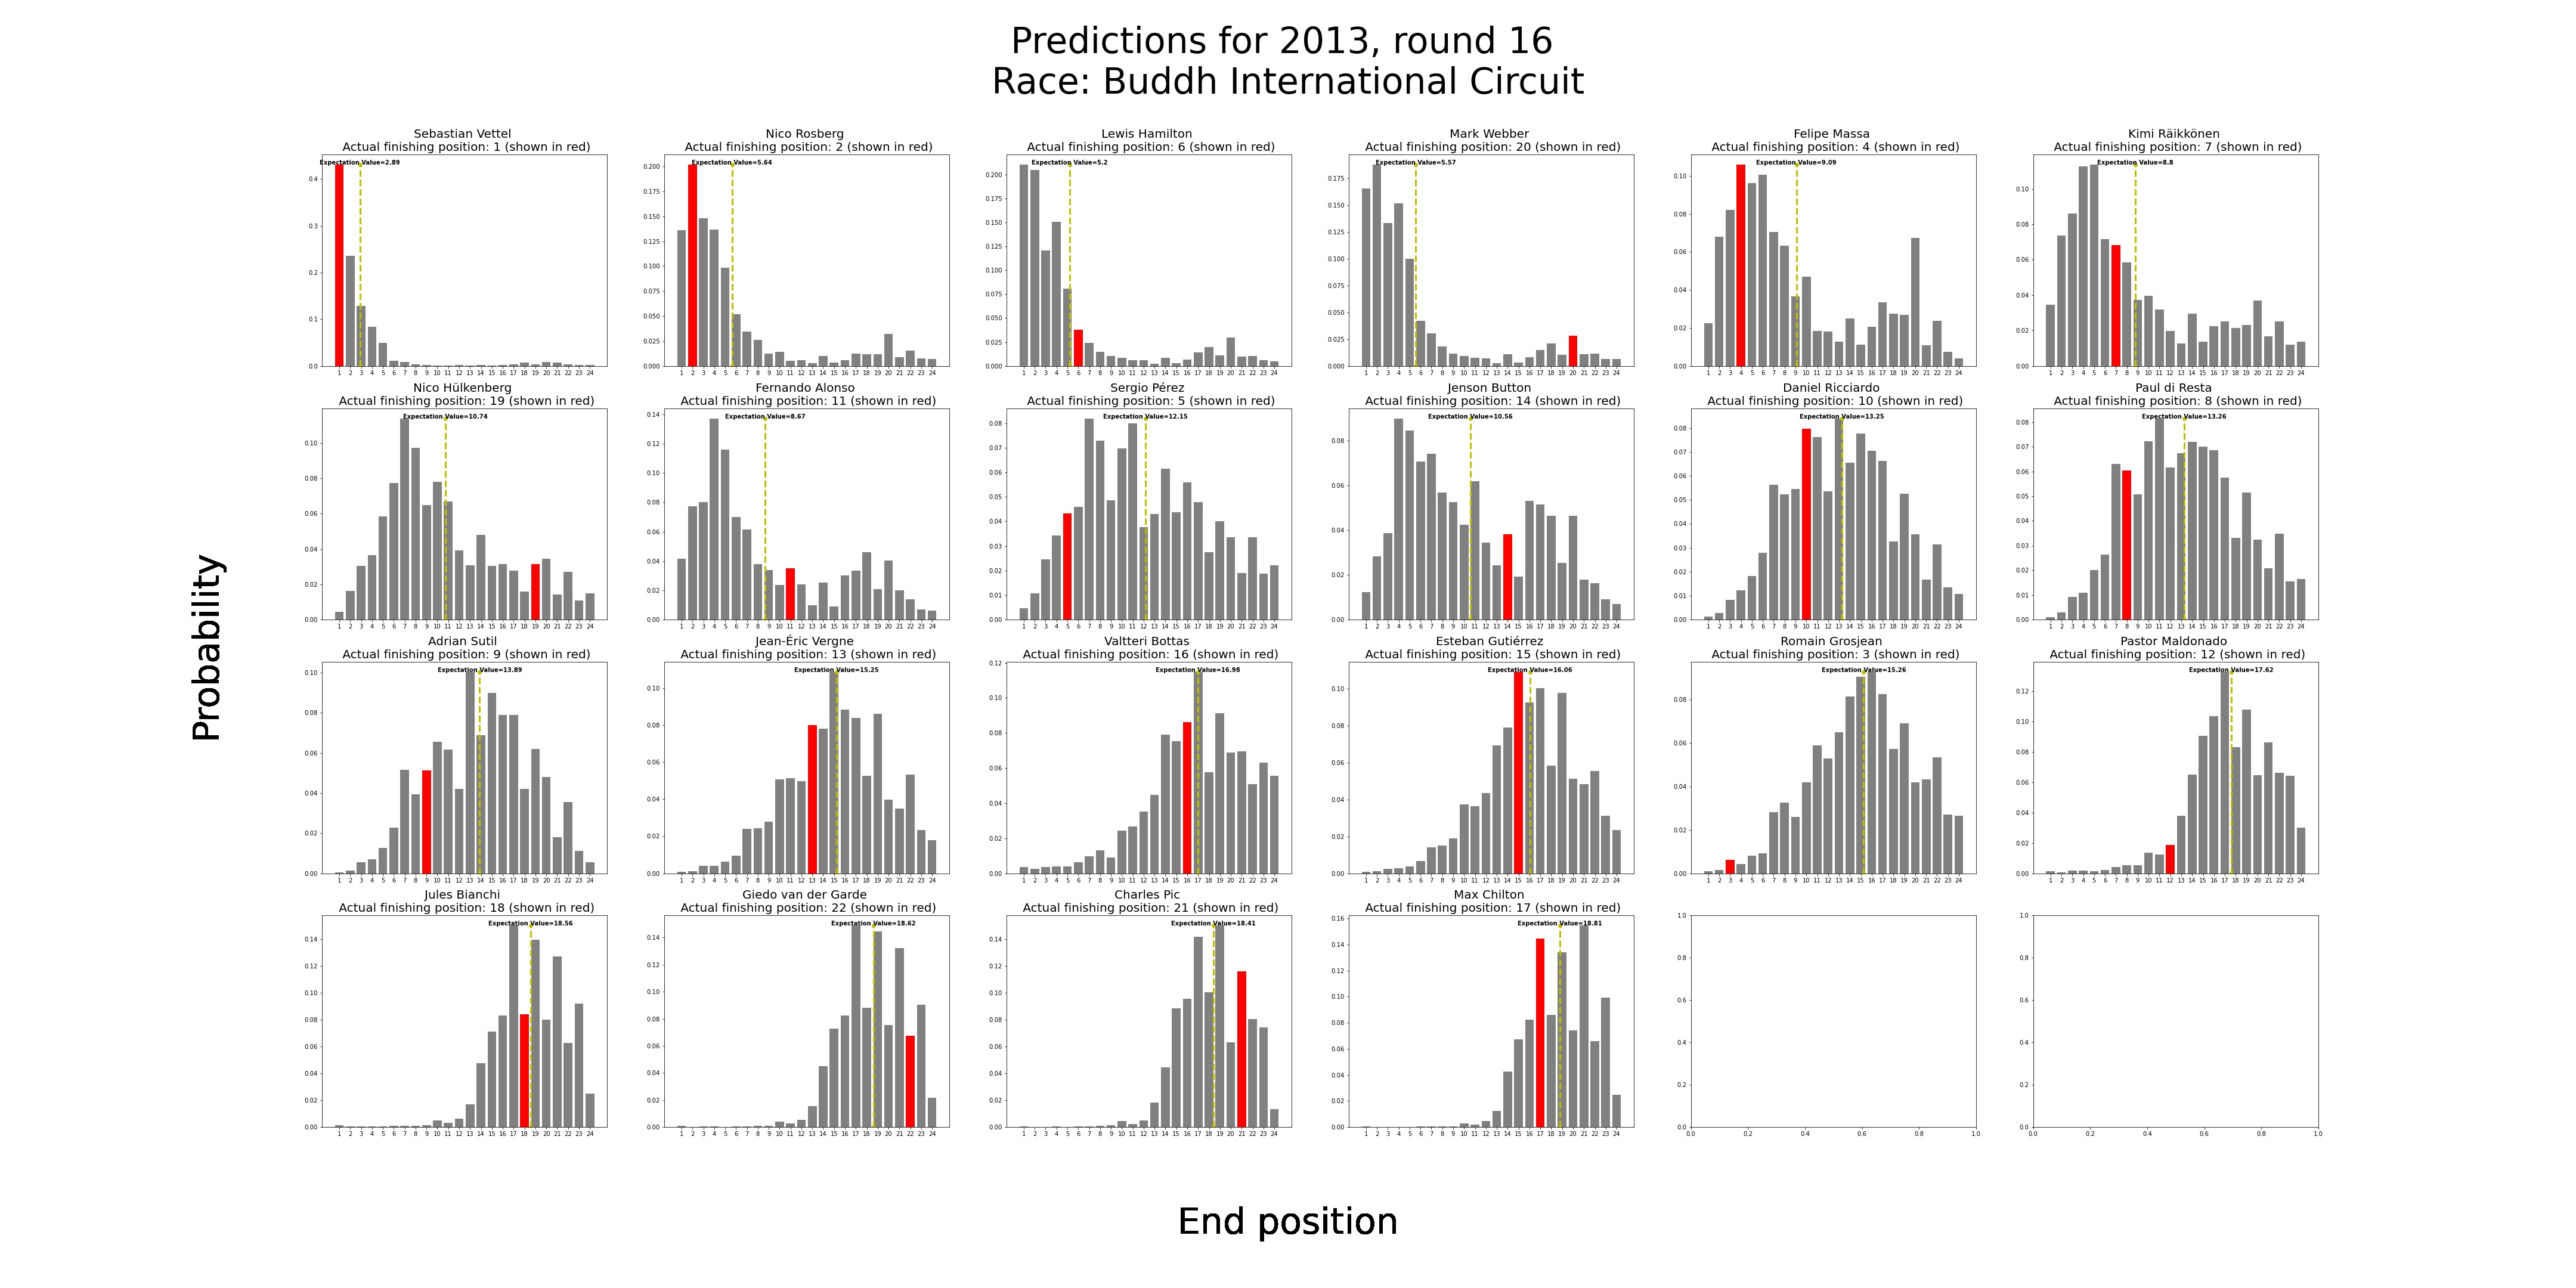 Predictions for 2013, round 16
Race: Buddh International Circuit
Sebastian Vettel
Actual finishing position: 1 (shown in red)
Expectation Value=2.89
Nico Rosberg
Actual finishing position: 2 (shown in red)
Expectation Value=5.64
Lewis Hamilton
Actual finishing position: 6 (shown in red)
Expectation Value=5.2
Mark Webber
Actual finishing position: 20 (shown in red)
Expectation Value=5.57
Felipe Massa
Actual finishing position: 4 (shown in red)
Expectation Value=9.09
Kimi Räikkönen
Actual finishing position: 7 (shown in red)
Expectation Value=8.8
Nico Hülkenberg
Actual finishing position: 19 (shown in red)
Expectation Value=10.74
Fernando Alonso
Actual finishing position: 11 (shown in red)
Expectation Value=8.67
Sergio Pérez
Actual finishing position: 5 (shown in red)
Expectation Value=12.15
Jenson Button
Actual finishing position: 14 (shown in red)
Expectation Value=10.56
Daniel Ricciardo
Actual finishing position: 10 (shown in red)
Expectation Value=13.25
Paul di Resta
Actual finishing position: 8 (shown in red)
Expectation Value=13.26
Adrian Sutil
Actual finishing position: 9 (shown in red)
Expectation Value=13.89
Jean-Éric Vergne
Actual finishing position: 13 (shown in red)
Expectation Value=15.25
Valtteri Bottas
Actual finishing position: 16 (shown in red)
Expectation Value=16.98
Esteban Gutiérrez
Actual finishing position: 15 (shown in red)
Expectation Value=16.06
Romain Grosjean
Actual finishing position: 3 (shown in red)
Expectation Value=15.26
Pastor Maldonado
Actual finishing position: 12 (shown in red)
Expectation Value=17.62
Jules Bianchi
Actual finishing position: 18 (shown in red)
Expectation Value=18.56
Giedo van der Garde
Actual finishing position: 22 (shown in red)
Expectation Value=18.62
Charles Pic
Actual finishing position: 21 (shown in red)
Expectation Value=18.41
Max Chilton
Actual finishing position: 17 (shown in red)
Expectation Value=18.81
Probability
End position